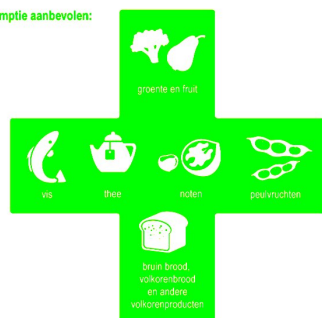 mptie aanbevolen:
groente en fruit
vis thee noten peulvruchten
bruin brood,
volkorenbrood
en andere
volkorenproducten